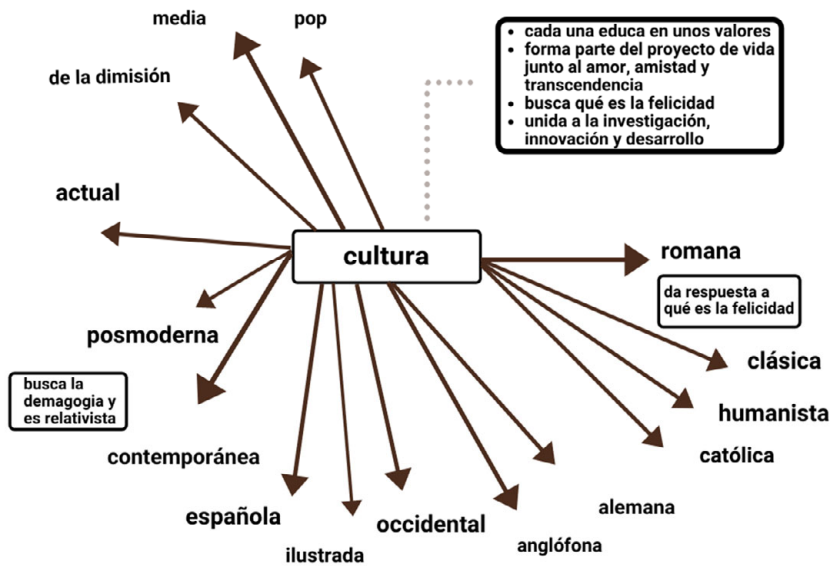 media
pop
de la dimisión
• cada una educa en unos valores
• forma parte del proyecto de vida
junto al amor, amistad y
transcendencia
• busca qué es la felicidad
• unida a la investigación,
innovación y desarrollo
actual
cultura
romana
da respuesta a
qué es la felicidad
posmoderna
clásica
busca la
demagogia y
es relativista
humanista
contemporánea
católica
española
occidental
alemana
ilustrada
anglófona